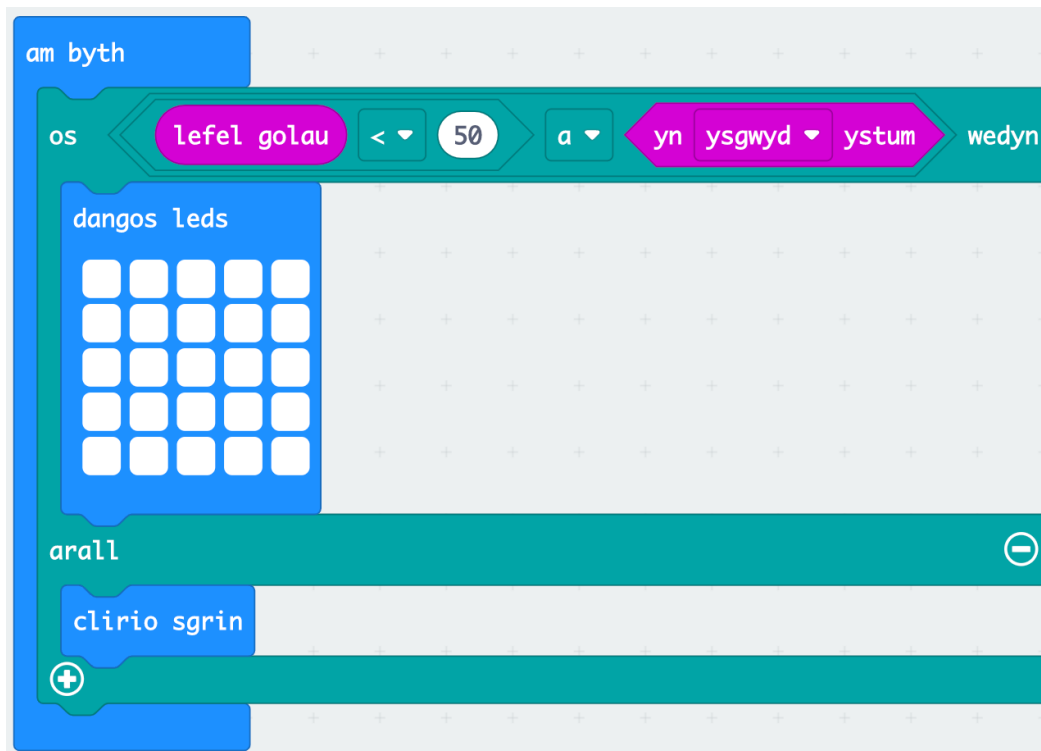 am byth
os lefel golau < 50 a yn ysgwyd ystum wedyn
dangos leds
arall
clirio sgrin